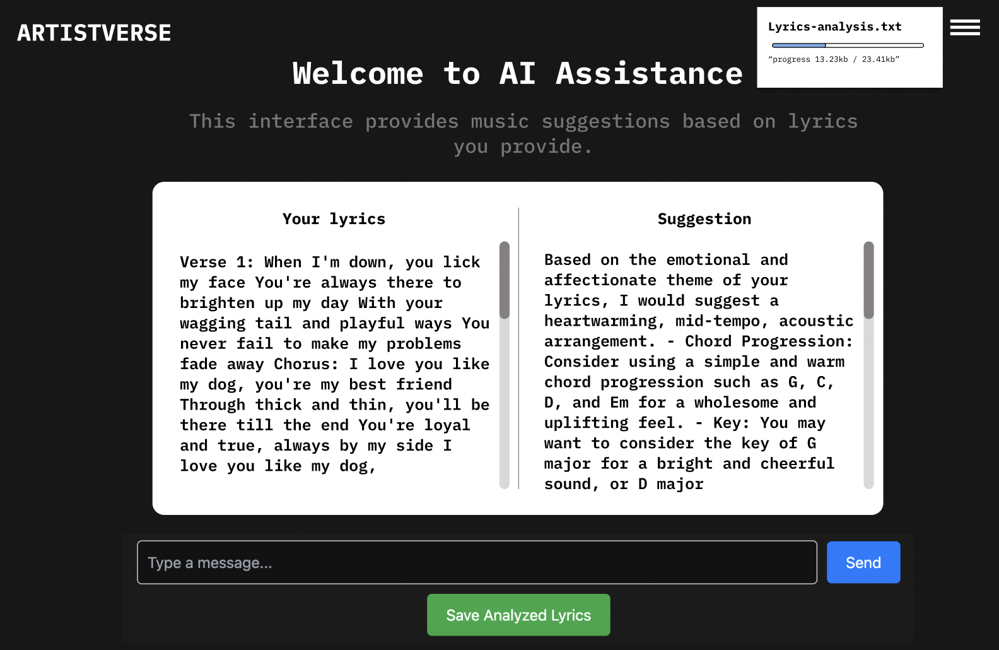 ARTISTVERSE
Lyrics-analysis.txt
“progress 13.23kb / 23.41kb”
Welcome to AI Assistance
This interface provides music suggestions based on lyrics
you provide.
Your lyrics
Verse 1: When I'm down, you lick
my face You're always there to
brighten up my day With your
wagging tail and playful ways You
never fail to make my problems
fade away Chorus: I love you like
my dog, you're my best friend
Through thick and thin, you'll be
there till the end You're loyal
and true, always by my side I
love you like my dog,
Suggestion
Based on the emotional and
affectionate theme of your
lyrics, I would suggest a
heartwarming, mid-tempo, acoustic
arrangement. - Chord Progression:
Consider using a simple and warm
chord progression such as G, C,
D, and Em for a wholesome and
uplifting feel. - Key: You may
want to consider the key of G
major for a bright and cheerful
sound, or D major
Type a message...
Send
Save Analyzed Lyrics